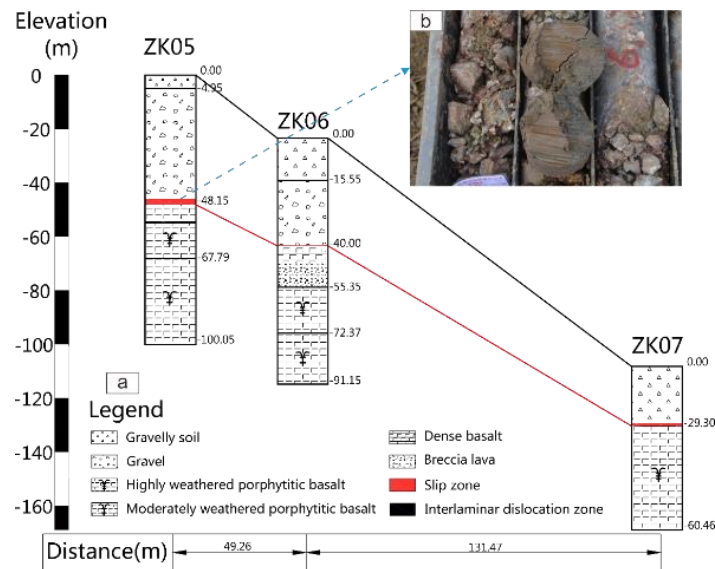 Elevation
(m)
ZK05
ZK06
ZK07
b
0
-20
-40
-60
-80
-100
-120
-140
-160
0.00
-4.95
-48.15
-67.79
-100.05
0.00
-15.55
-40.00
-55.35
-72.37
-91.15
0.00
-29.30
-60.46
a
Legend
Gravelly soil
Gravel
Highly weathered porphytitic basalt
Moderately weathered porphytitic basalt
Dense basalt
Breccia lava
Slip zone
Interlaminar dislocation zone
Distance(m)
49.26
131.47